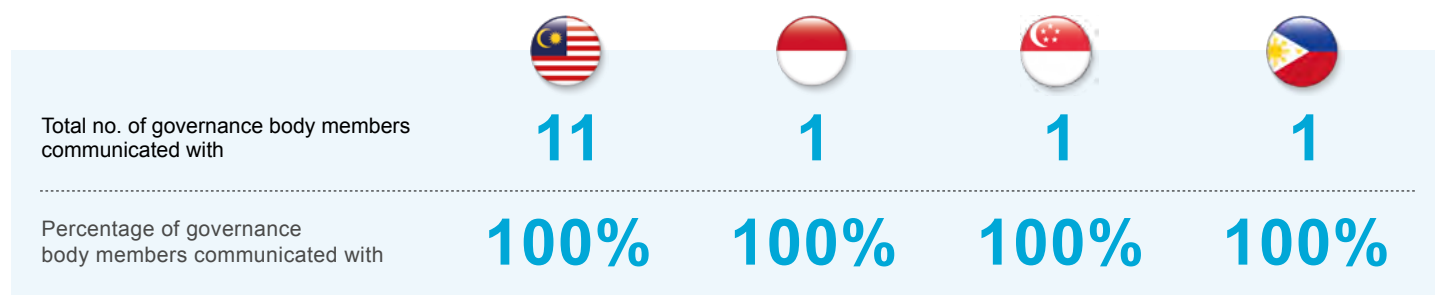 Total no. of governance body members
communicated with
11 1 1 1
Percentage of governance
body members communicated with
100% 100% 100% 100%